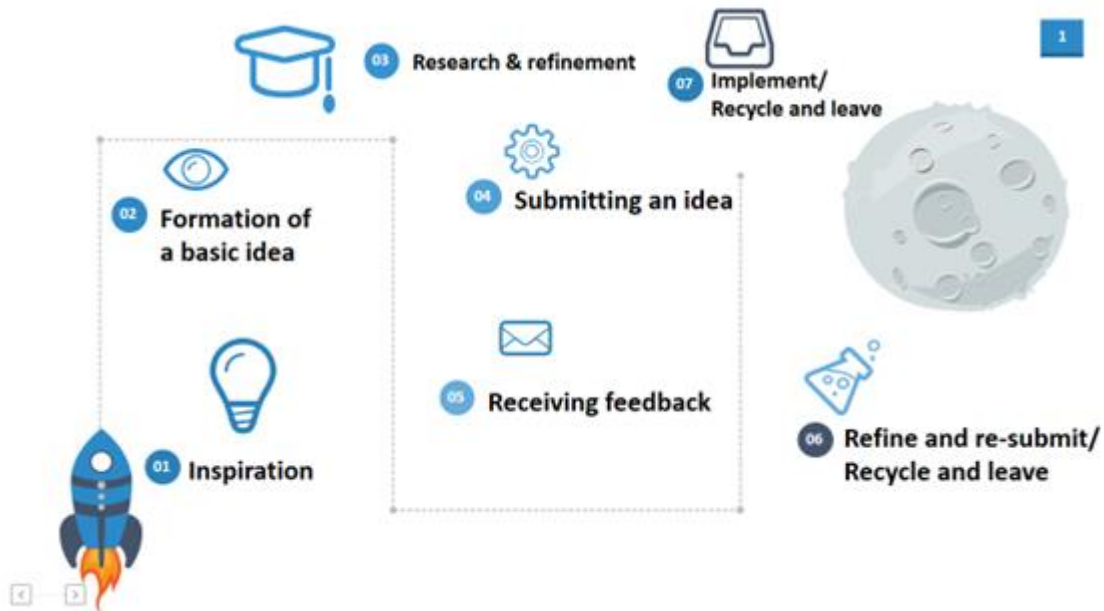 1
01 Inspiration
02 Formation of
a basic idea
03 Research & refinement
04 Submitting an idea
05 Receiving feedback
06 Refine and re-submit/
Recycle and leave
07 Implement/
Recycle and leave